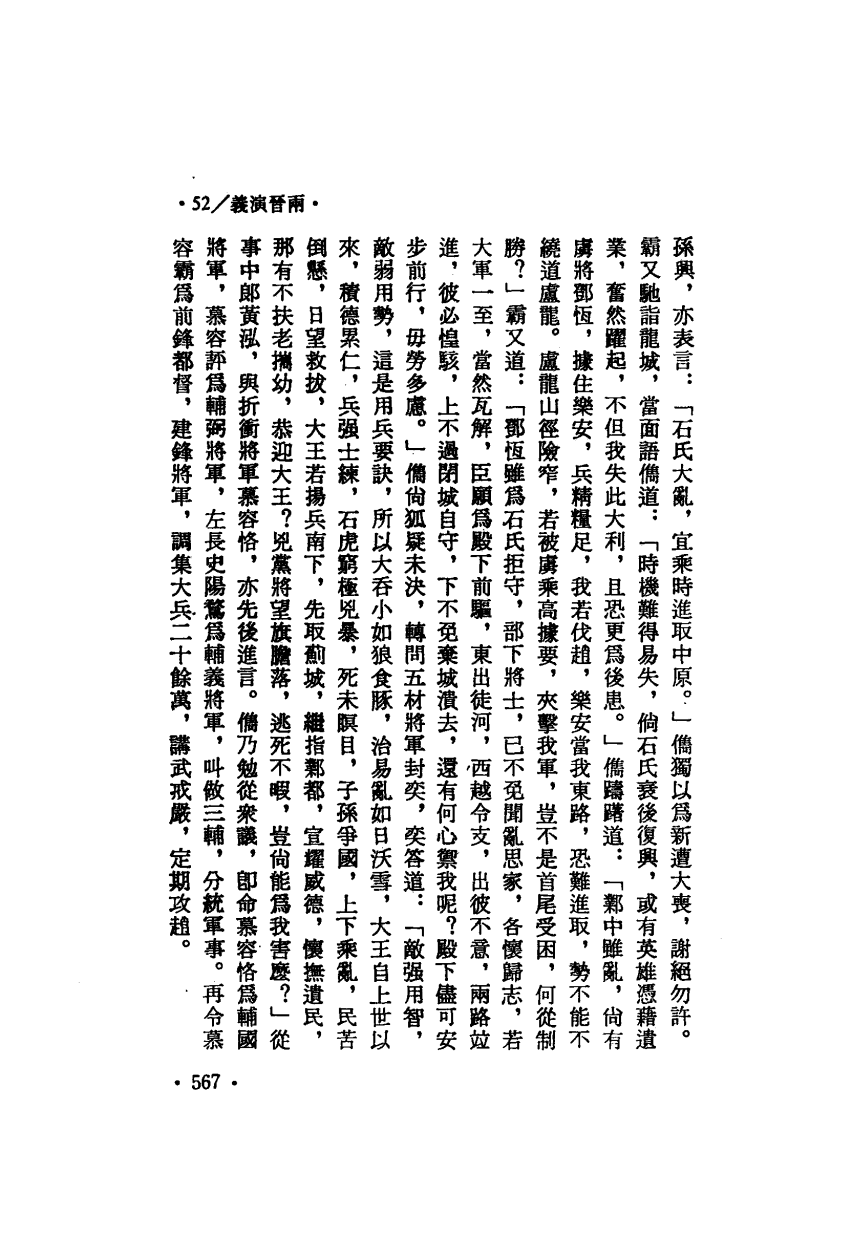 •52／義演晉兩•
孫興，亦表言：「石氏大亂，宜乘時進取中原。」儁獨以爲新遭大喪，謝絕勿許。
霸又馳詣龍城，當面語儁道：「時機難得易失，倘石氏衰後復興，或有英雄憑藉遺
業，奮然躍起，不但我失此大利，且恐更爲後患。」儁躊躇道：「鄴中雖亂，尙有
虜將鄧恆，據住樂安，兵精糧足，我若伐趙，樂安當我東路，恐難進取，勢不能不
繞道盧龍。盧龍山徑險窄，若被虜乘高據要，夾擊我軍，豈不是首尾受困，何從制
勝？」霸又道：「鄧恆雖爲石氏拒守，部下將士，已不免聞亂思家，各懷歸志，若
大軍一至，當然瓦解，臣願爲殿下前驅，東出徒河，西越令支，出彼不意，兩路竝
進，彼必惶駭，上不過閉城自守，下不免棄城潰去，還有何心禦我呢？殿下儘可安
步前行，毋勞多慮。」儁尙狐疑未決，轉問五材將軍封奕，奕答道：「敵强用智，
敵弱用勢，這是用兵要訣，所以大吞小如狼食豚，治易亂如日沃雪，大王自上世以
來，積德累仁，兵强士練，石虎窮極兇暴，死未瞑目，子孫爭國，上下乘亂，民苦
倒懸，日望救拔，大王若揚兵南下，先取薊城，繼指鄴都，宣耀威德，懷撫遺民，
那有不扶老攜幼，恭迎大王？兇黨將望旗膽落，逃死不暇，豈尙能爲我害麼？」從
事中郎黃泓，與折衝將軍慕容恪，亦先後進言。儁乃勉從衆議，卽命慕容恪爲輔國
將軍，慕容評爲輔弼將軍，左長史陽騖爲輔義將軍，叫做三輔，分統軍事。再令慕
容霸爲前鋒都督，建鋒將軍，調集大兵二十餘萬，講武戒嚴，定期攻趙。
•567•